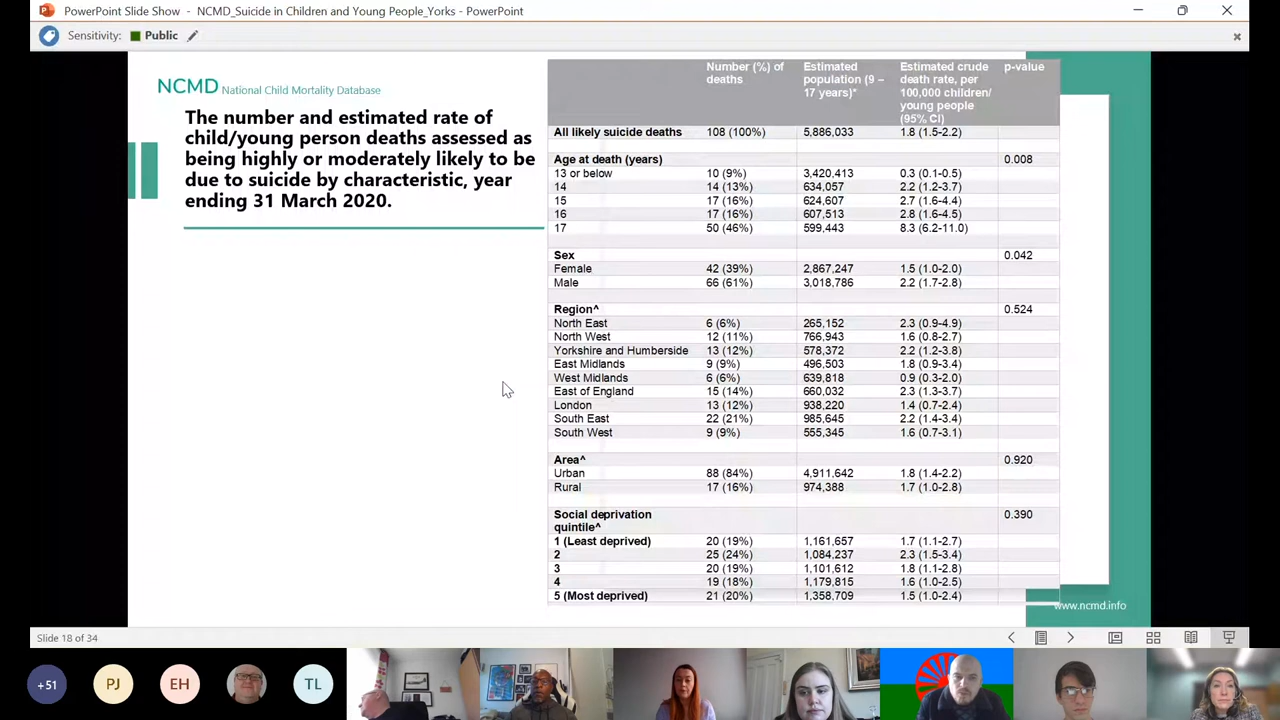 PowerPoint Slide Show - NCMD_Suicide in Children and Young People_Yorks - PowerPoint
Sensitivity: Public
NCMD National Child Mortality Database
The number and estimated rate of
child/young person deaths assessed as
being highly or moderately likely to be
due to suicide by characteristic, year
ending 31 March 2020.
Number (%) of deaths Estimated population (9 – 17 years)* Estimated crude death rate, per 100,000 children/ young people (95% CI) p-value
All likely suicide deaths 108 (100%) 5,886,033 1.8 (1.5-2.2)
Age at death (years) 0.008
13 or below 10 (9%) 3,420,413 0.3 (0.1-0.5)
14 14 (13%) 634,057 2.2 (1.2-3.7)
15 17 (16%) 624,607 2.7 (1.6-4.4)
16 17 (16%) 607,513 2.8 (1.6-4.5)
17 50 (46%) 599,443 8.3 (6.2-11.0)
Sex 0.042
Female 42 (39%) 2,867,247 1.5 (1.0-2.0)
Male 66 (61%) 3,018,786 2.2 (1.7-2.8)
Region^ 0.524
North East 6 (6%) 265,152 2.3 (0.9-4.9)
North West 12 (11%) 766,943 1.6 (0.8-2.7)
Yorkshire and Humberside 13 (12%) 578,372 2.2 (1.2-3.8)
East Midlands 9 (9%) 496,503 1.8 (0.9-3.4)
West Midlands 6 (6%) 639,818 0.9 (0.3-2.0)
East of England 15 (14%) 660,032 2.3 (1.3-3.7)
London 13 (12%) 938,220 1.4 (0.7-2.4)
South East 22 (21%) 985,645 2.2 (1.4-3.4)
South West 9 (9%) 555,345 1.6 (0.7-3.1)
Area^ 0.920
Urban 88 (84%) 4,911,642 1.8 (1.4-2.2)
Rural 17 (16%) 974,388 1.7 (1.0-2.8)
Social deprivation 0.390
quintile^
1 (Least deprived) 20 (19%) 1,161,657 1.7 (1.1-2.7)
2 25 (24%) 1,084,237 2.3 (1.5-3.4)
3 20 (19%) 1,101,612 1.8 (1.1-2.8)
4 19 (18%) 1,179,815 1.6 (1.0-2.5)
5 (Most deprived) 21 (20%) 1,358,709 1.5 (1.0-2.4)
www.ncmd.info
Slide 18 of 34
+51 PJ EH TL